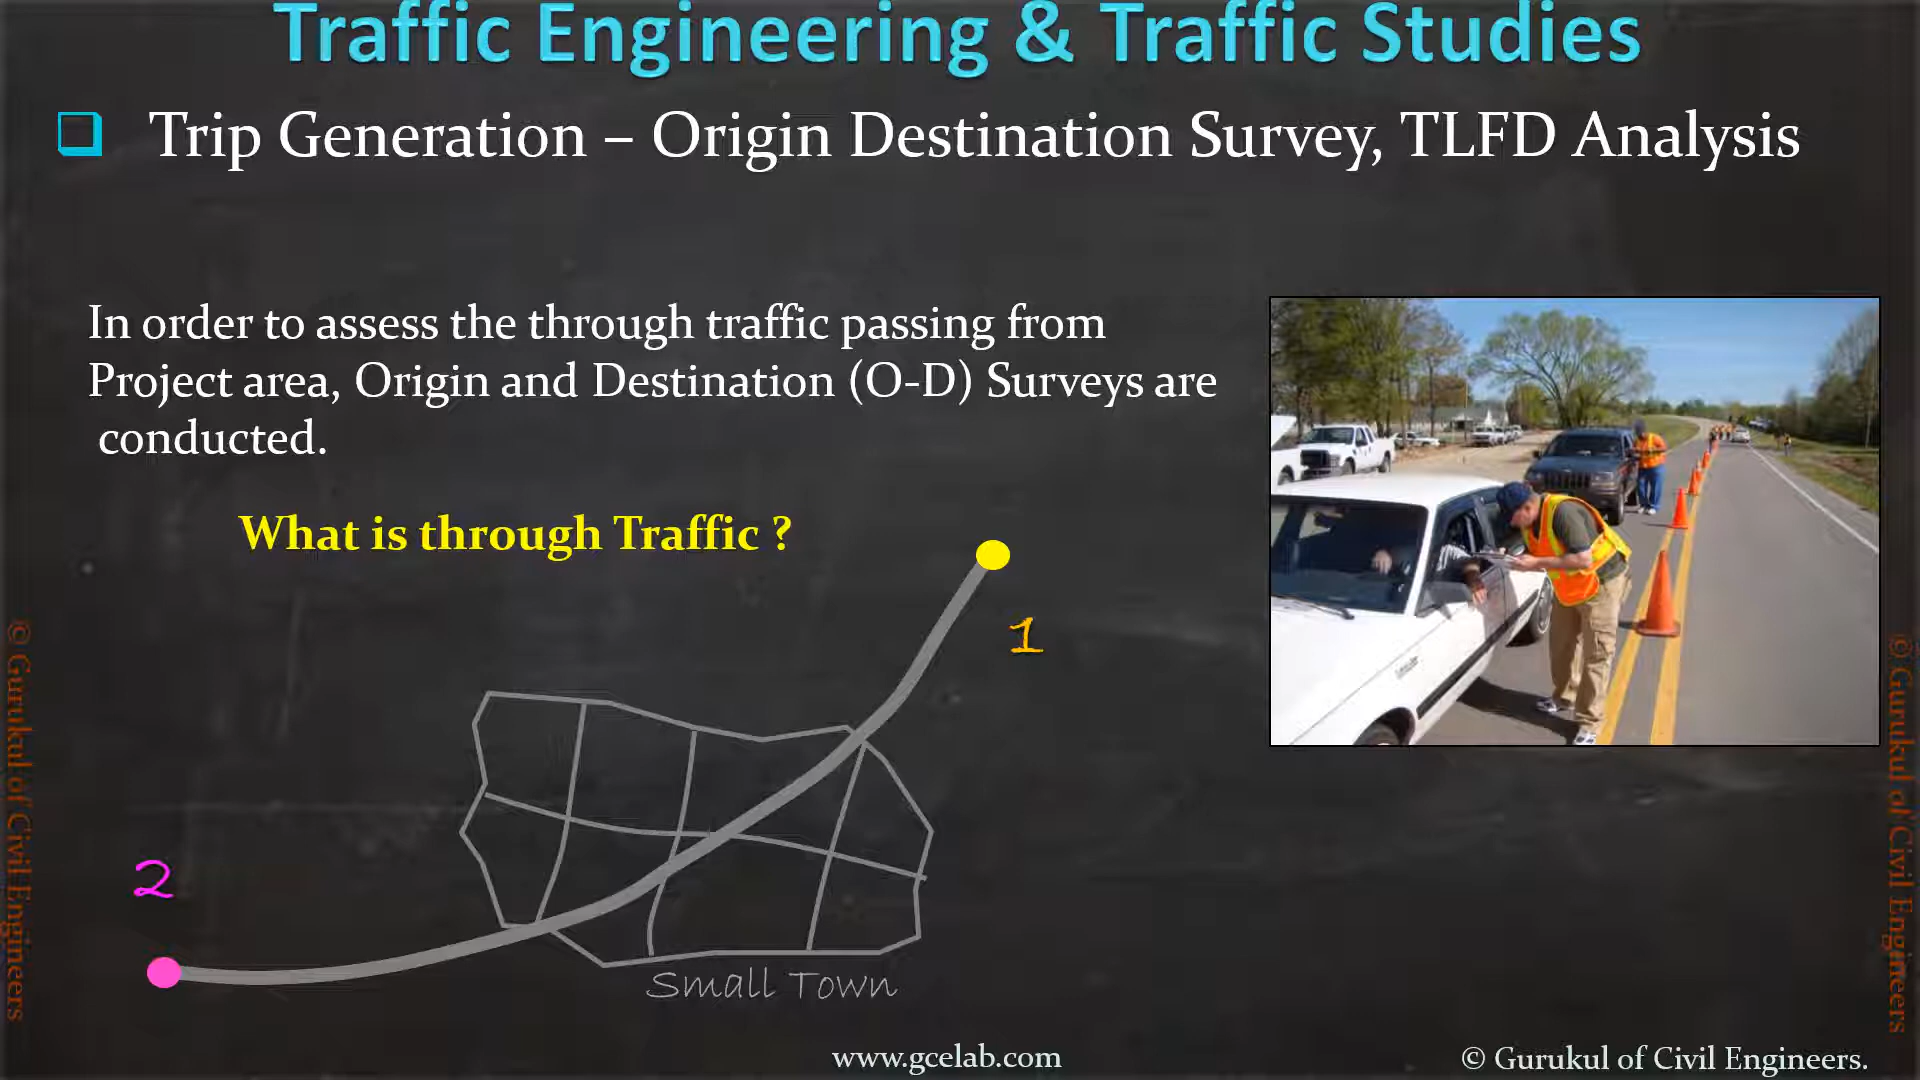 Traffic Engineering & Traffic Studies
Trip Generation – Origin Destination Survey, TLFD Analysis
In order to assess the through traffic passing from
Project area, Origin and Destination (O-D) Surveys are
conducted.
What is through Traffic ?
1
2
Small Town
www.gcelab.com
© Gurukul of Civil Engineers.
© Gurukul of Civil Engineers
© Gurukul of Civil Engineers